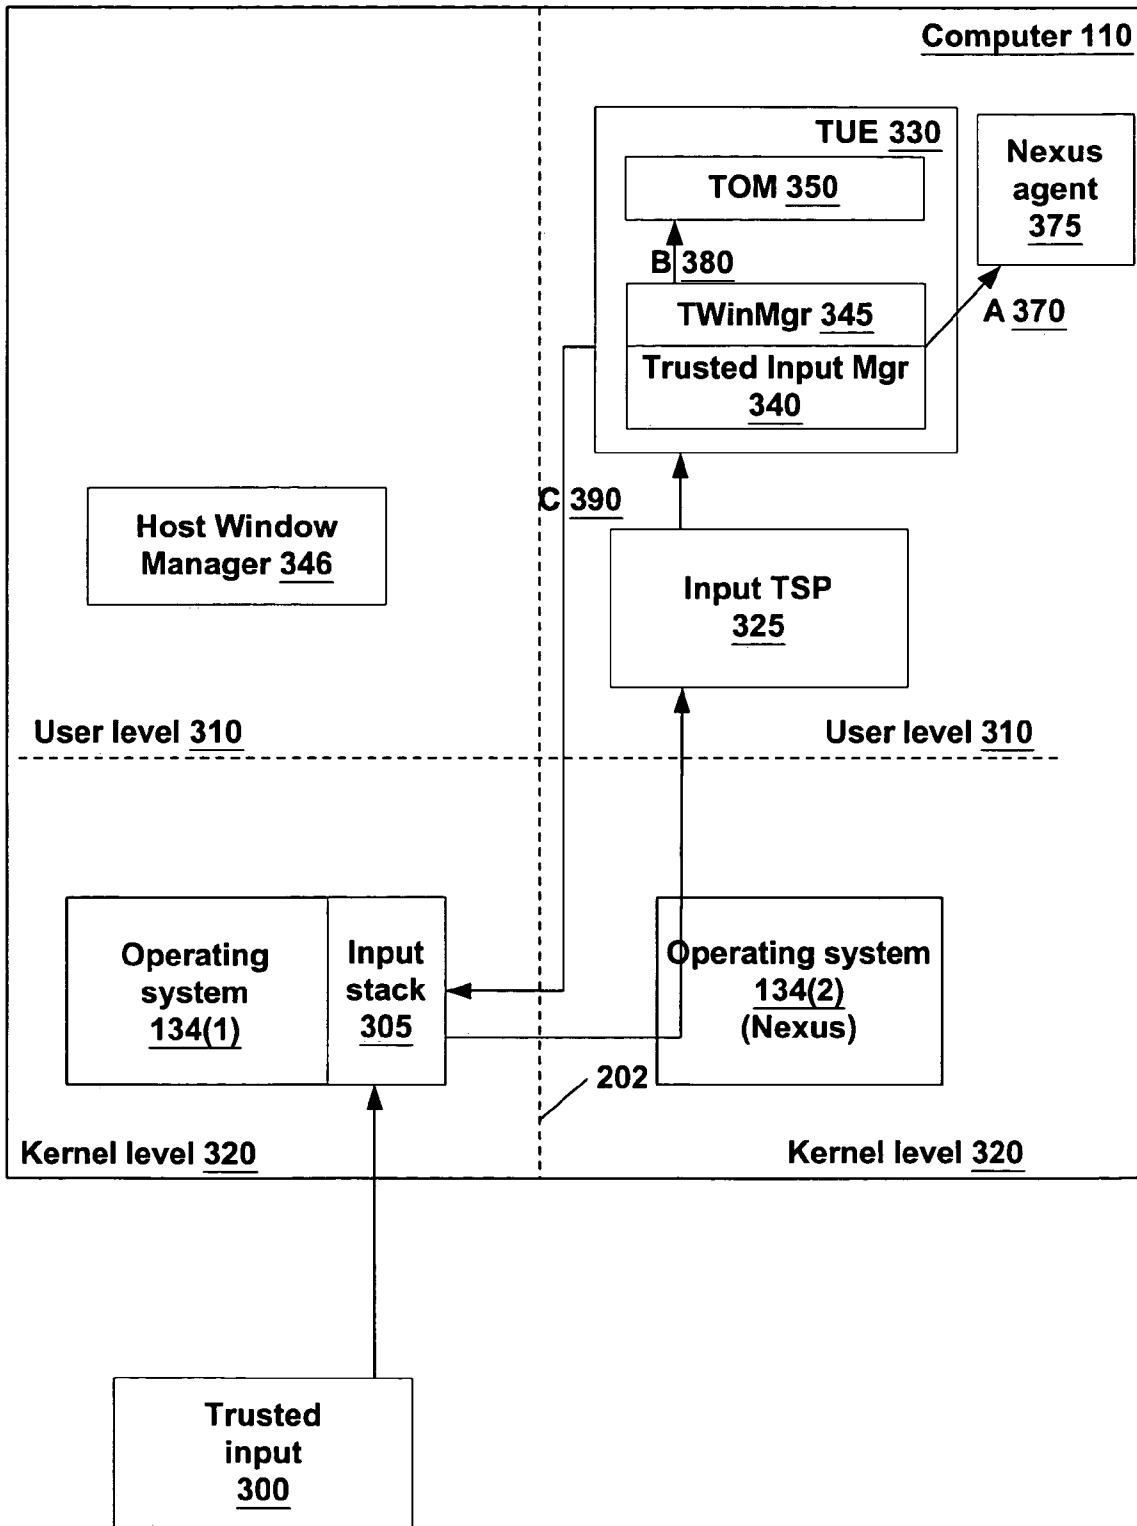 Computer 110
TUE 330
TOM 350
Nexus
agent
375
B 380
TWinMgr 345
A 370
Trusted Input Mgr
340
C 390
Host Window
Manager 346
Input TSP
325
User level 310
User level 310
Operating
system
134(1)
Input
stack
305
Operating system
134(2)
(Nexus)
202
Kernel level 320
Kernel level 320
Trusted
input
300